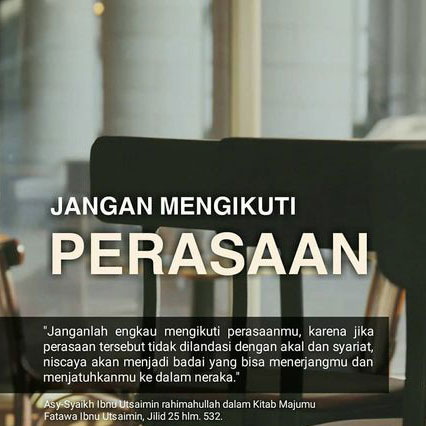 JANGAN MENGIKUTI
PERASAAN
"Janganlah engkau mengikuti perasaanmu, karena jika
perasaan tersebut tidak dilandasi dengan akal dan syariat,
niscaya akan menjadi badai yang bisa menerjangmu dan
menjatuhkanmu ke dalam neraka."
Asy-Syaikh Ibnu Utsaimin rahimahullah dalam Kitab Majumu
Fatawa Ibnu Utsaimin, Jilid 25 hlm. 532.